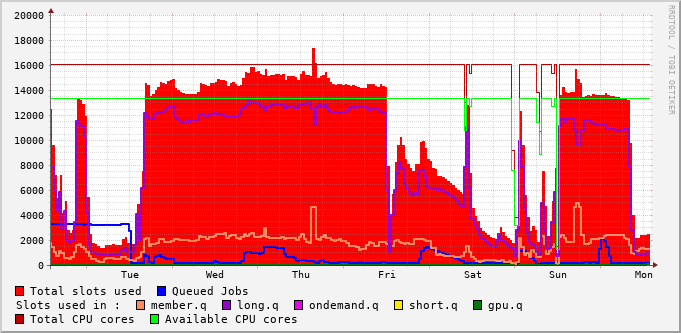 20000
18000
16000
14000
12000
10000
8000
6000
4000
2000
0
Tue Wed Thu Fri Sat Sun Mon
RRDTOOL / TOBI OETIKER
Total slots used Queued Jobs
Slots used in : member.q long.q ondemand.q short.q gpu.q
Total CPU cores Available CPU cores